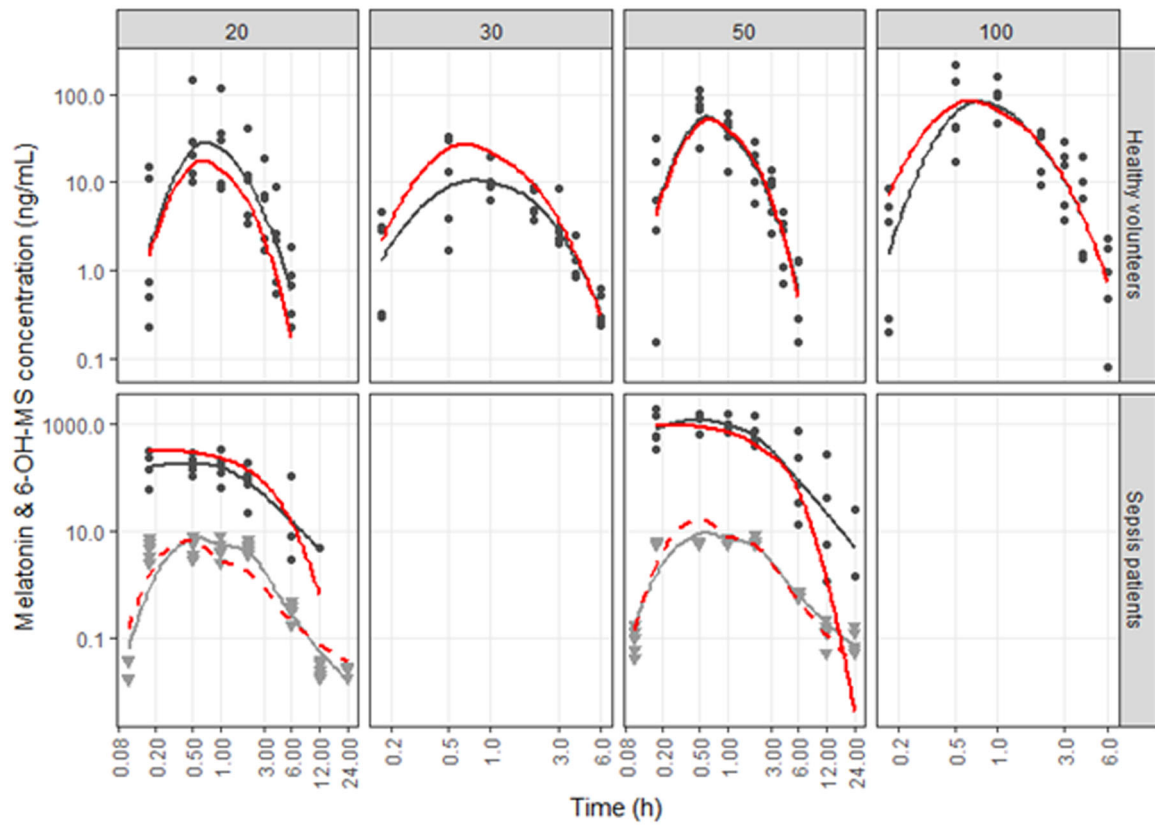 20 30 50 100
Melatonin & 6-OH-MS concentration (ng/mL)
100.0
10.0
1.0
0.1
Healthy volunteers
1000.0
10.0
0.1
Sepsis patients
0.08 0.20 0.50 1.00 3.00 6.00 12.00 24.00
0.2 0.5 1.0 3.0 6.0
0.08 0.20 0.50 1.00 3.00 6.00 12.00 24.00
0.2 0.5 1.0 3.0 6.0
Time (h)